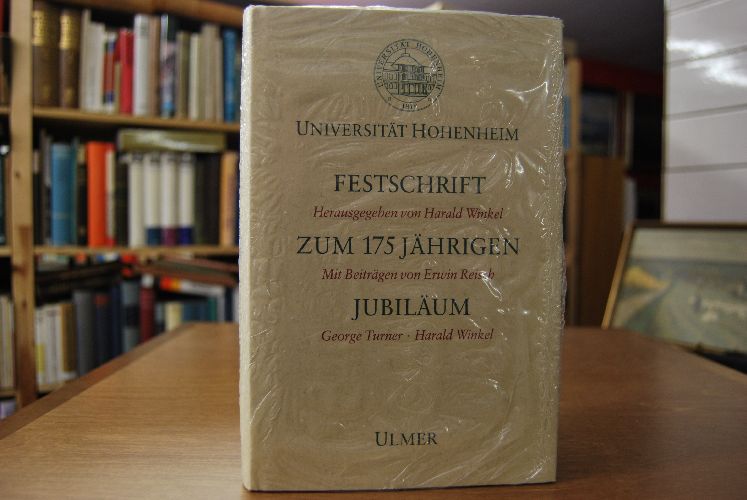 UNIVERSITÄT HOHENHEIM
1967
UNIVERSITÄT HOHENHEIM
FESTSCHRIFT
Herausgegeben von Harald Winkel
ZUM 175 JÄHRIGEN
Mit Beiträgen von Erwin Reisch
JUBILÄUM
George Turner · Harald Winkel
ULMER